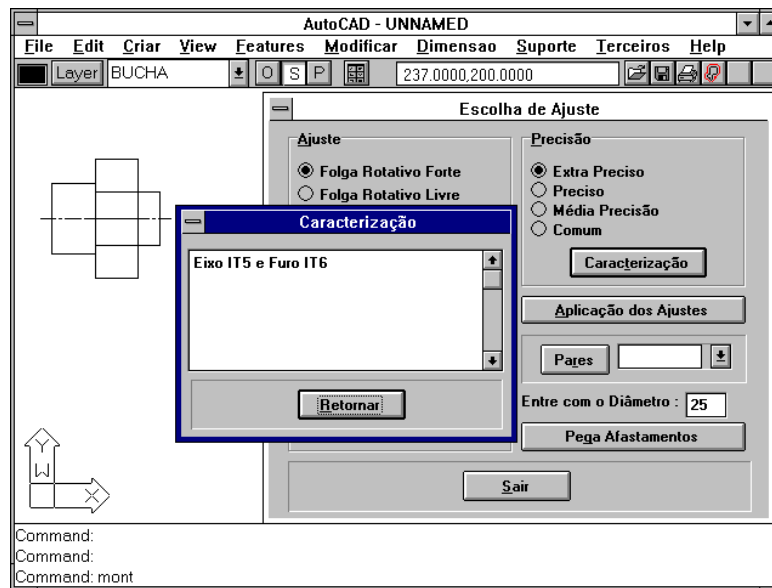 AutoCAD - UNNAMED
File Edit Criar View Features Modificar Dimensao Suporte Terceiros Help
Layer BUCHA O S P 237.0000,200.0000
Escolha de Ajuste
Ajuste
Folga Rotativo Forte
Folga Rotativo Livre
Precisão
Extra Preciso
Preciso
Média Precisão
Comum
Caracterização
Aplicação dos Ajustes
Pares
Entre com o Diâmetro : 25
Pega Afastamentos
Sair
Caracterização
Eixo IT5 e Furo IT6
Retornar
Y
W
X
Command:
Command:
Command: mont